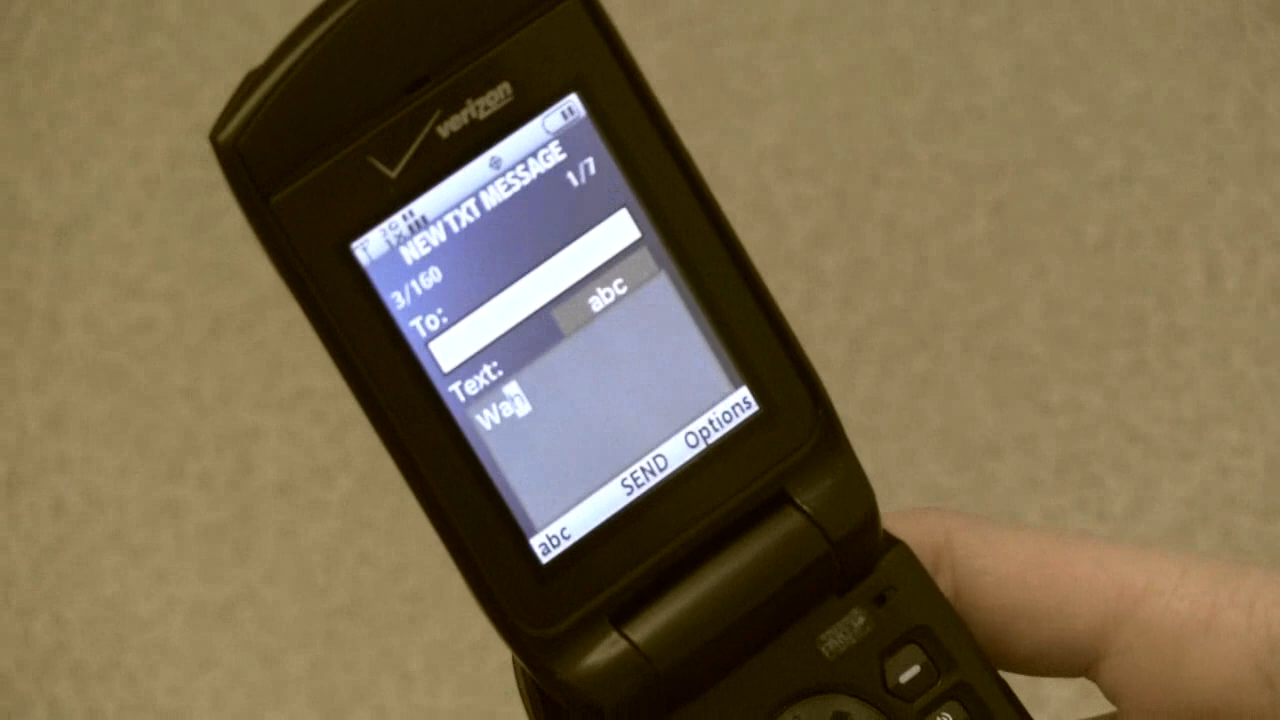 verizon
NEW TXT MESSAGE
3/160
1/7
To:
abc
Text:
Wan
abc
SEND
Options